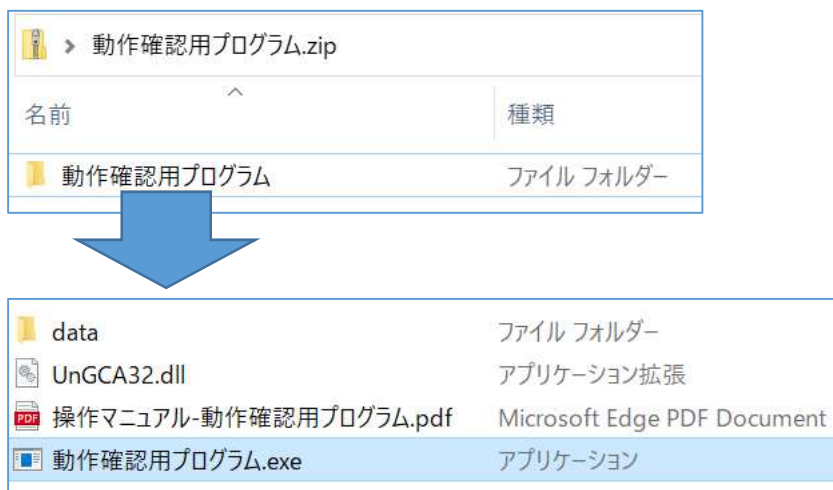 動作確認用プログラム.zip
名前 種類
動作確認用プログラム ファイル フォルダー
data ファイル フォルダー
UnGCA32.dll アプリケーション拡張
PDF 操作マニュアル-動作確認用プログラム.pdf Microsoft Edge PDF Document
動作確認用プログラム.exe アプリケーション